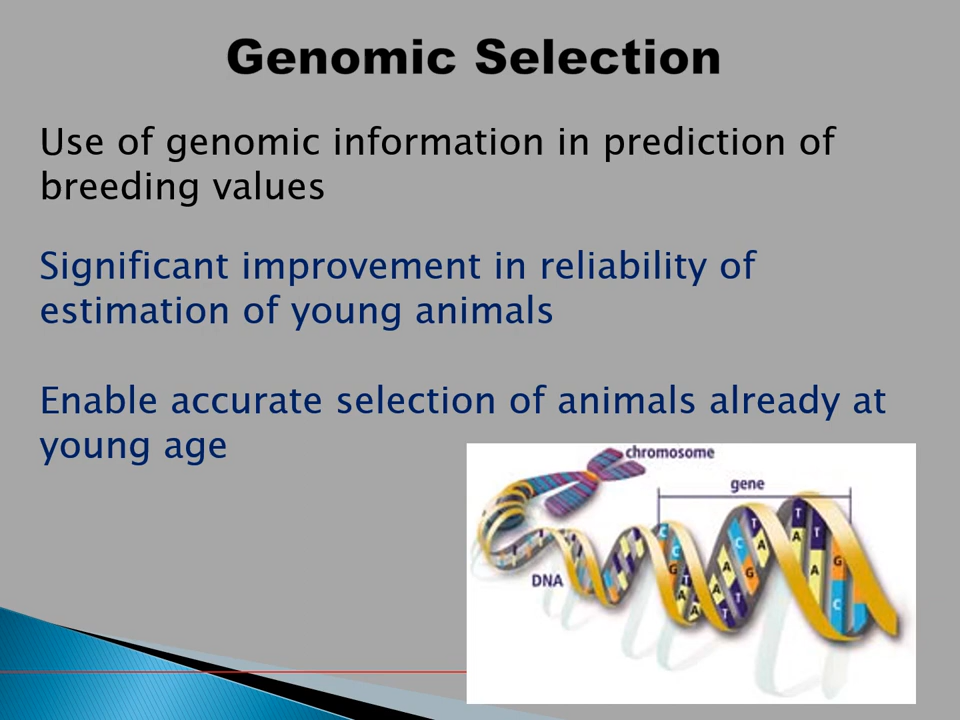 Genomic Selection
Use of genomic information in prediction of
breeding values
Significant improvement in reliability of
estimation of young animals
Enable accurate selection of animals already at
young age
chromosome
gene
DNA
C
C
G
T
A
A
A
T
C
A
G
T
A
A
T
T
A
G
C